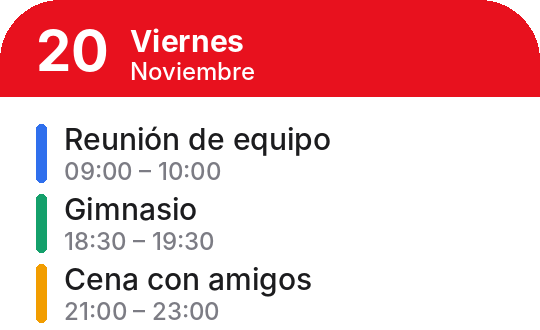 20
Viernes
Noviembre
Reunión de equipo
09:00 – 10:00
Gimnasio
18:30 – 19:30
Cena con amigos
21:00 – 23:00